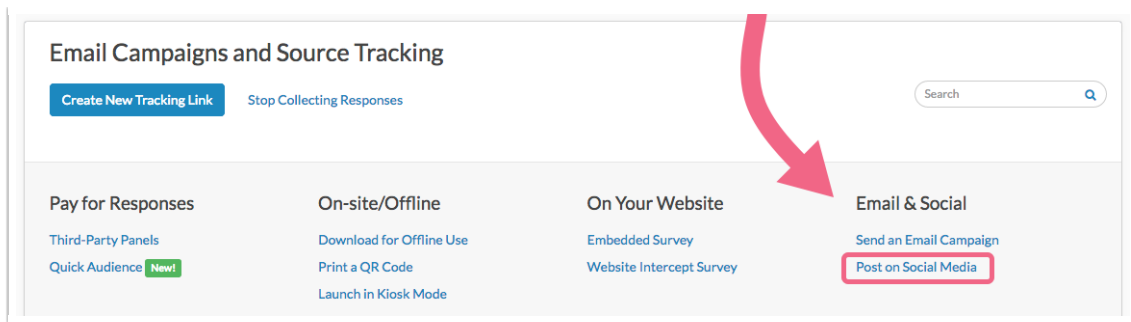 Email Campaigns and Source Tracking
Create New Tracking Link
Stop Collecting Responses
Search
Pay for Responses
Third-Party Panels
Quick Audience New!
On-site/Offline
Download for Offline Use
Print a QR Code
Launch in Kiosk Mode
On Your Website
Embedded Survey
Website Intercept Survey
Email & Social
Send an Email Campaign
Post on Social Media